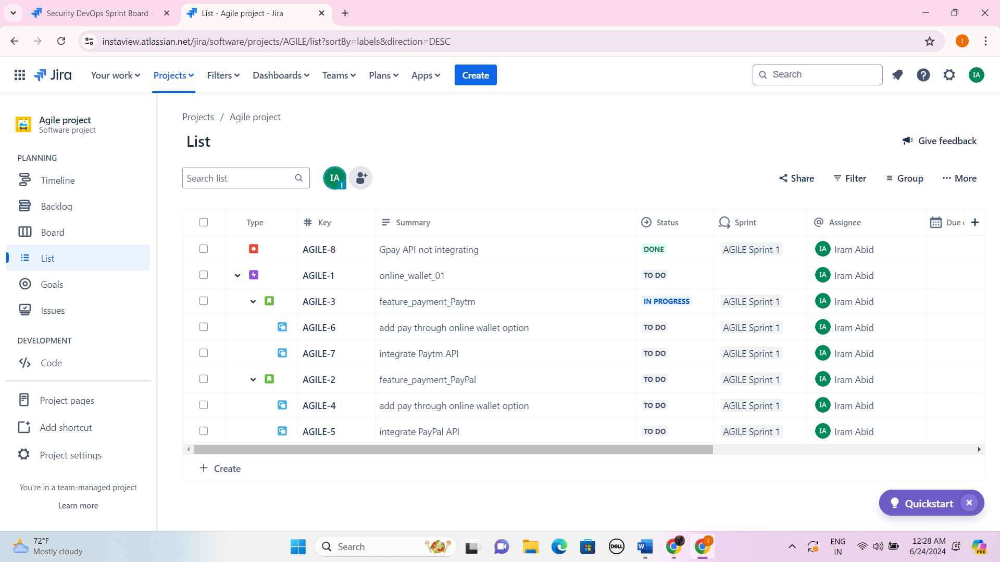 Security DevOps Sprint Board -
List - Agile project - Jira
instaview.atlassian.net/jira/software/projects/AGILE/list?sortBy=labels&direction=DESC
I
Jira
Your work
Projects
Filters
Dashboards
Teams
Plans
Apps
Create
Search
IA
Agile project
Software project
PLANNING
Timeline
Backlog
Board
List
Goals
Issues
DEVELOPMENT
Code
Project pages
Add shortcut
Project settings
You're in a team-managed project
Learn more
Projects / Agile project
List
Give feedback
Search list
IA
I
Share
Filter
Group
More
Type Key Summary Status Sprint Assignee Due
AGILE-8 Gpay API not integrating DONE AGILE Sprint 1 IA Iram Abid
AGILE-1 online_wallet_01 TO DO IA Iram Abid
AGILE-3 feature_payment_Paytm IN PROGRESS AGILE Sprint 1 IA Iram Abid
AGILE-6 add pay through online wallet option TO DO AGILE Sprint 1 IA Iram Abid
AGILE-7 integrate Paytm API TO DO AGILE Sprint 1 IA Iram Abid
AGILE-2 feature_payment_PayPal TO DO AGILE Sprint 1 IA Iram Abid
AGILE-4 add pay through online wallet option TO DO AGILE Sprint 1 IA Iram Abid
AGILE-5 integrate PayPal API TO DO AGILE Sprint 1 IA Iram Abid
+ Create
Quickstart
72°F
Mostly cloudy
Search
DELL
W
I
ENG
IN
12:28 AM
6/24/2024
PRE